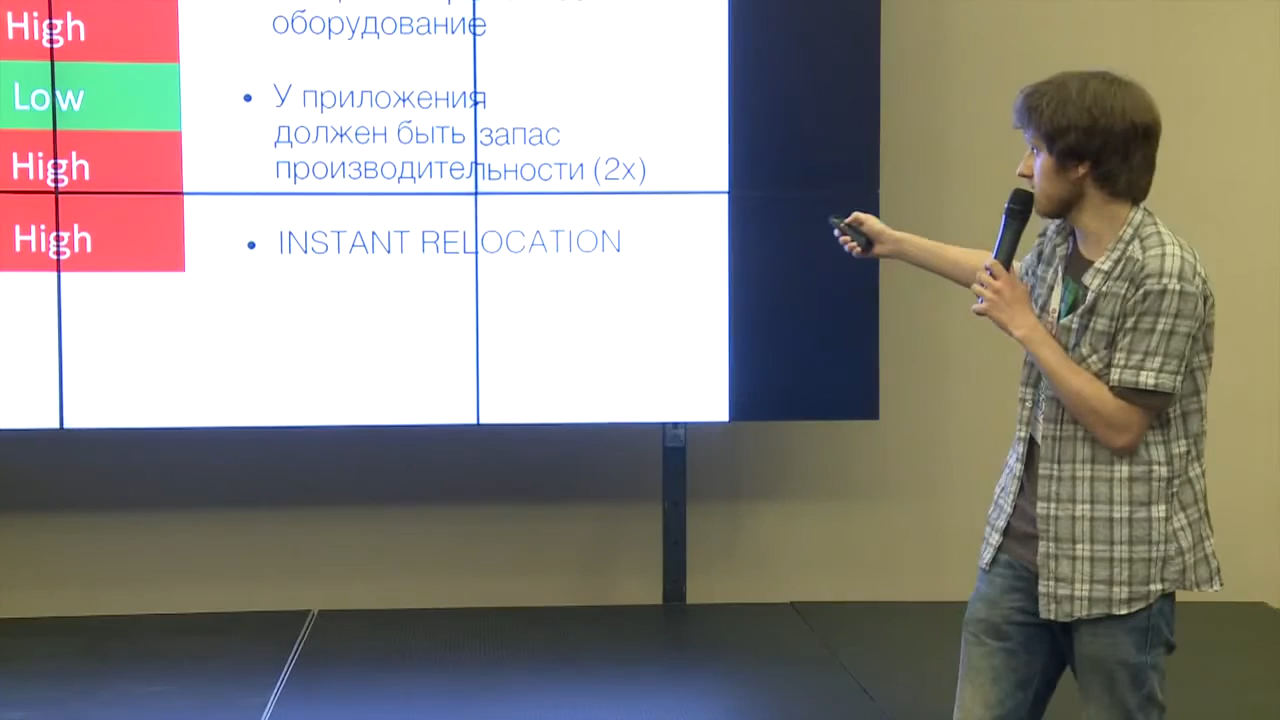 High
Low
High
High
оборудование
• У приложения
должен быть запас
производительности (2x)
• INSTANT RELOCATION